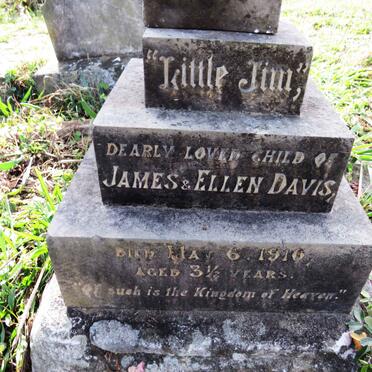 "Little Jim",
DEARLY LOVED CHILD OF
JAMES & ELLEN DAVIS,
DIED MAY 6, 1910,
AGED 3½ YEARS.
"Of such is the Kingdom of Heaven."